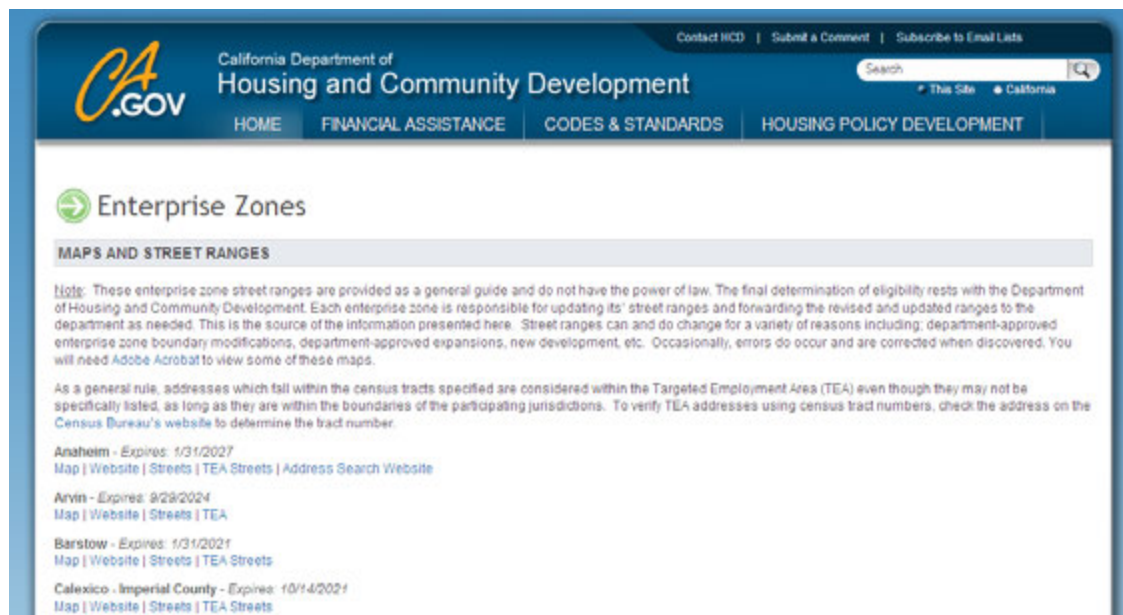 Contact HCD | Submit a Comment | Subscribe to Email Lists
CA.GOV
California Department of
Housing and Community Development
Search
This Site California
HOME FINANCIAL ASSISTANCE CODES & STANDARDS HOUSING POLICY DEVELOPMENT
Enterprise Zones
MAPS AND STREET RANGES
Note: These enterprise zone street ranges are provided as a general guide and do not have the power of law. The final determination of eligibility rests with the Department
of Housing and Community Development. Each enterprise zone is responsible for updating its' street ranges and forwarding the revised and updated ranges to the
department as needed. This is the source of the information presented here. Street ranges can and do change for a variety of reasons including; department-approved
enterprise zone boundary modifications, department-approved expansions, new development, etc. Occasionally, errors do occur and are corrected when discovered. You
will need Adobe Acrobat to view some of these maps.
As a general rule, addresses which fall within the census tracts specified are considered within the Targeted Employment Area (TEA) even though they may not be
specifically listed, as long as they are within the boundaries of the participating jurisdictions. To verify TEA addresses using census tract numbers, check the address on the
Census Bureau's website to determine the tract number.
Anaheim - Expires: 1/31/2027
Map | Website | Streets | TEA Streets | Address Search Website
Arvin - Expires: 9/29/2024
Map | Website | Streets | TEA
Barstow - Expires: 1/31/2021
Map | Website | Streets | TEA Streets
Calexico - Imperial County - Expires: 10/14/2021
Map | Website | Streets | TEA Streets